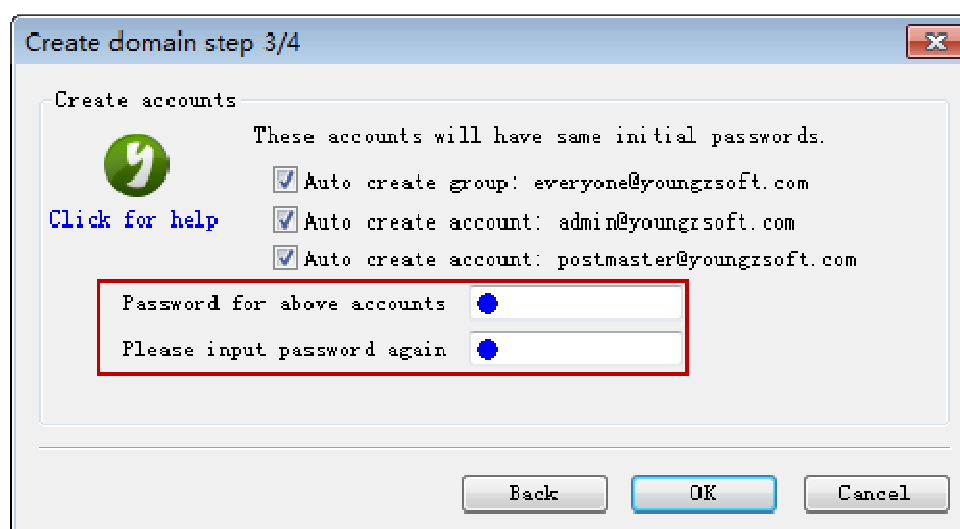 Create domain step 3/4
Create accounts
These accounts will have same initial passwords.
Auto create group: everyone@youngzsoft.com
Click for help
Auto create account: admin@youngzsoft.com
Auto create account: postmaster@youngzsoft.com
Password for above accounts
Please input password again
Back OK Cancel